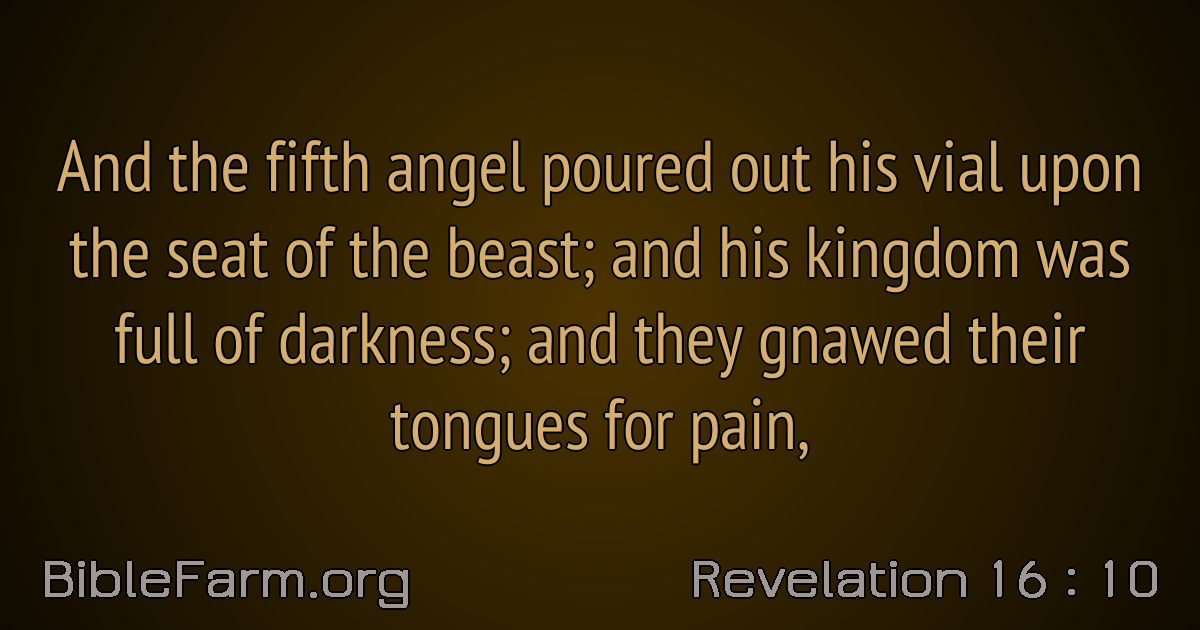 And the fifth angel poured out his vial upon
the seat of the beast; and his kingdom was
full of darkness; and they gnawed their
tongues for pain,
BibleFarm.org
Revelation 16 : 10